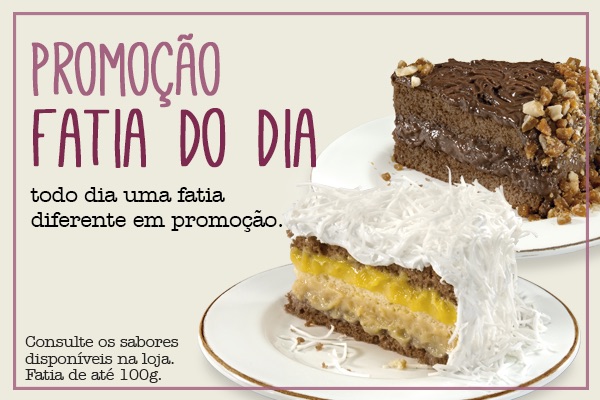 PROMOÇÃO
FATIA DO DIA
todo dia uma fatia
diferente em promoção.
Consulte os sabores
disponíveis na loja.
Fatia de até 100g.